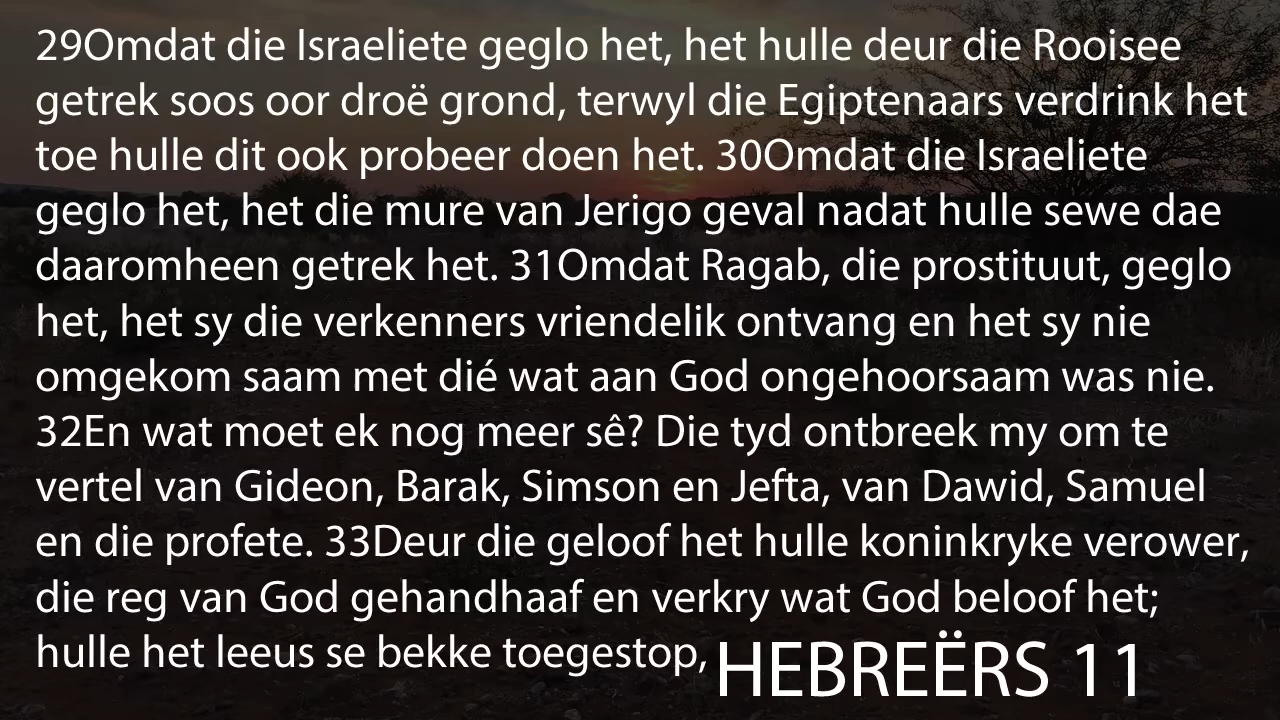 29Omdat die Israeliete geglo het, het hulle deur die Rooisee
getrek soos oor droë grond, terwyl die Egiptenaars verdrink het
toe hulle dit ook probeer doen het. 30Omdat die Israeliete
geglo het, het die mure van Jerigo geval nadat hulle sewe dae
daaromheen getrek het. 31Omdat Ragab, die prostituut, geglo
het, het sy die verkenners vriendelik ontvang en het sy nie
omgekom saam met dié wat aan God ongehoorsaam was nie.
32En wat moet ek nog meer sê? Die tyd ontbreek my om te
vertel van Gideon, Barak, Simson en Jefta, van Dawid, Samuel
en die profete. 33Deur die geloof het hulle koninkryke verower,
die reg van God gehandhaaf en verkry wat God beloof het;
hulle het leeus se bekke toegestop,
HEBREËRS 11